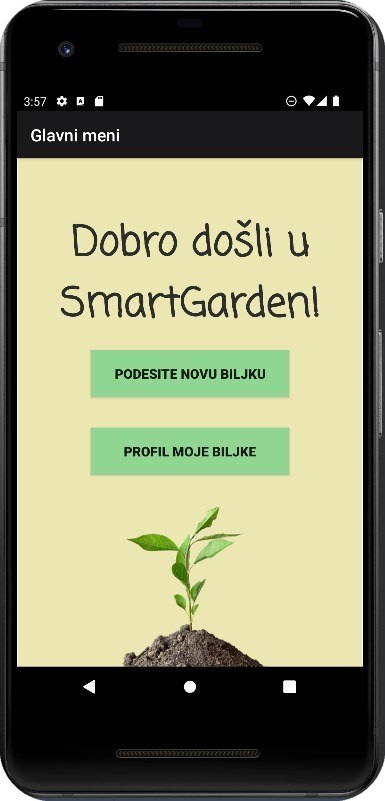 3:57
Glavni meni
Dobro došli u
SmartGarden!
PODESITE NOVU BILJKU
PROFIL MOJE BILJKE